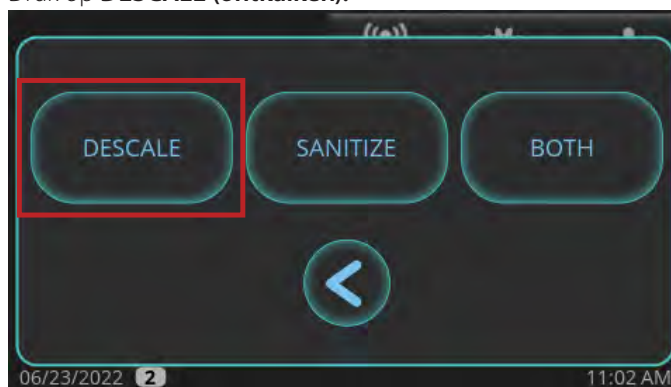 Druk op DESCALE (ontkalken).
DESCALE SANITIZE BOTH
06/23/2022 2 11:02 AM